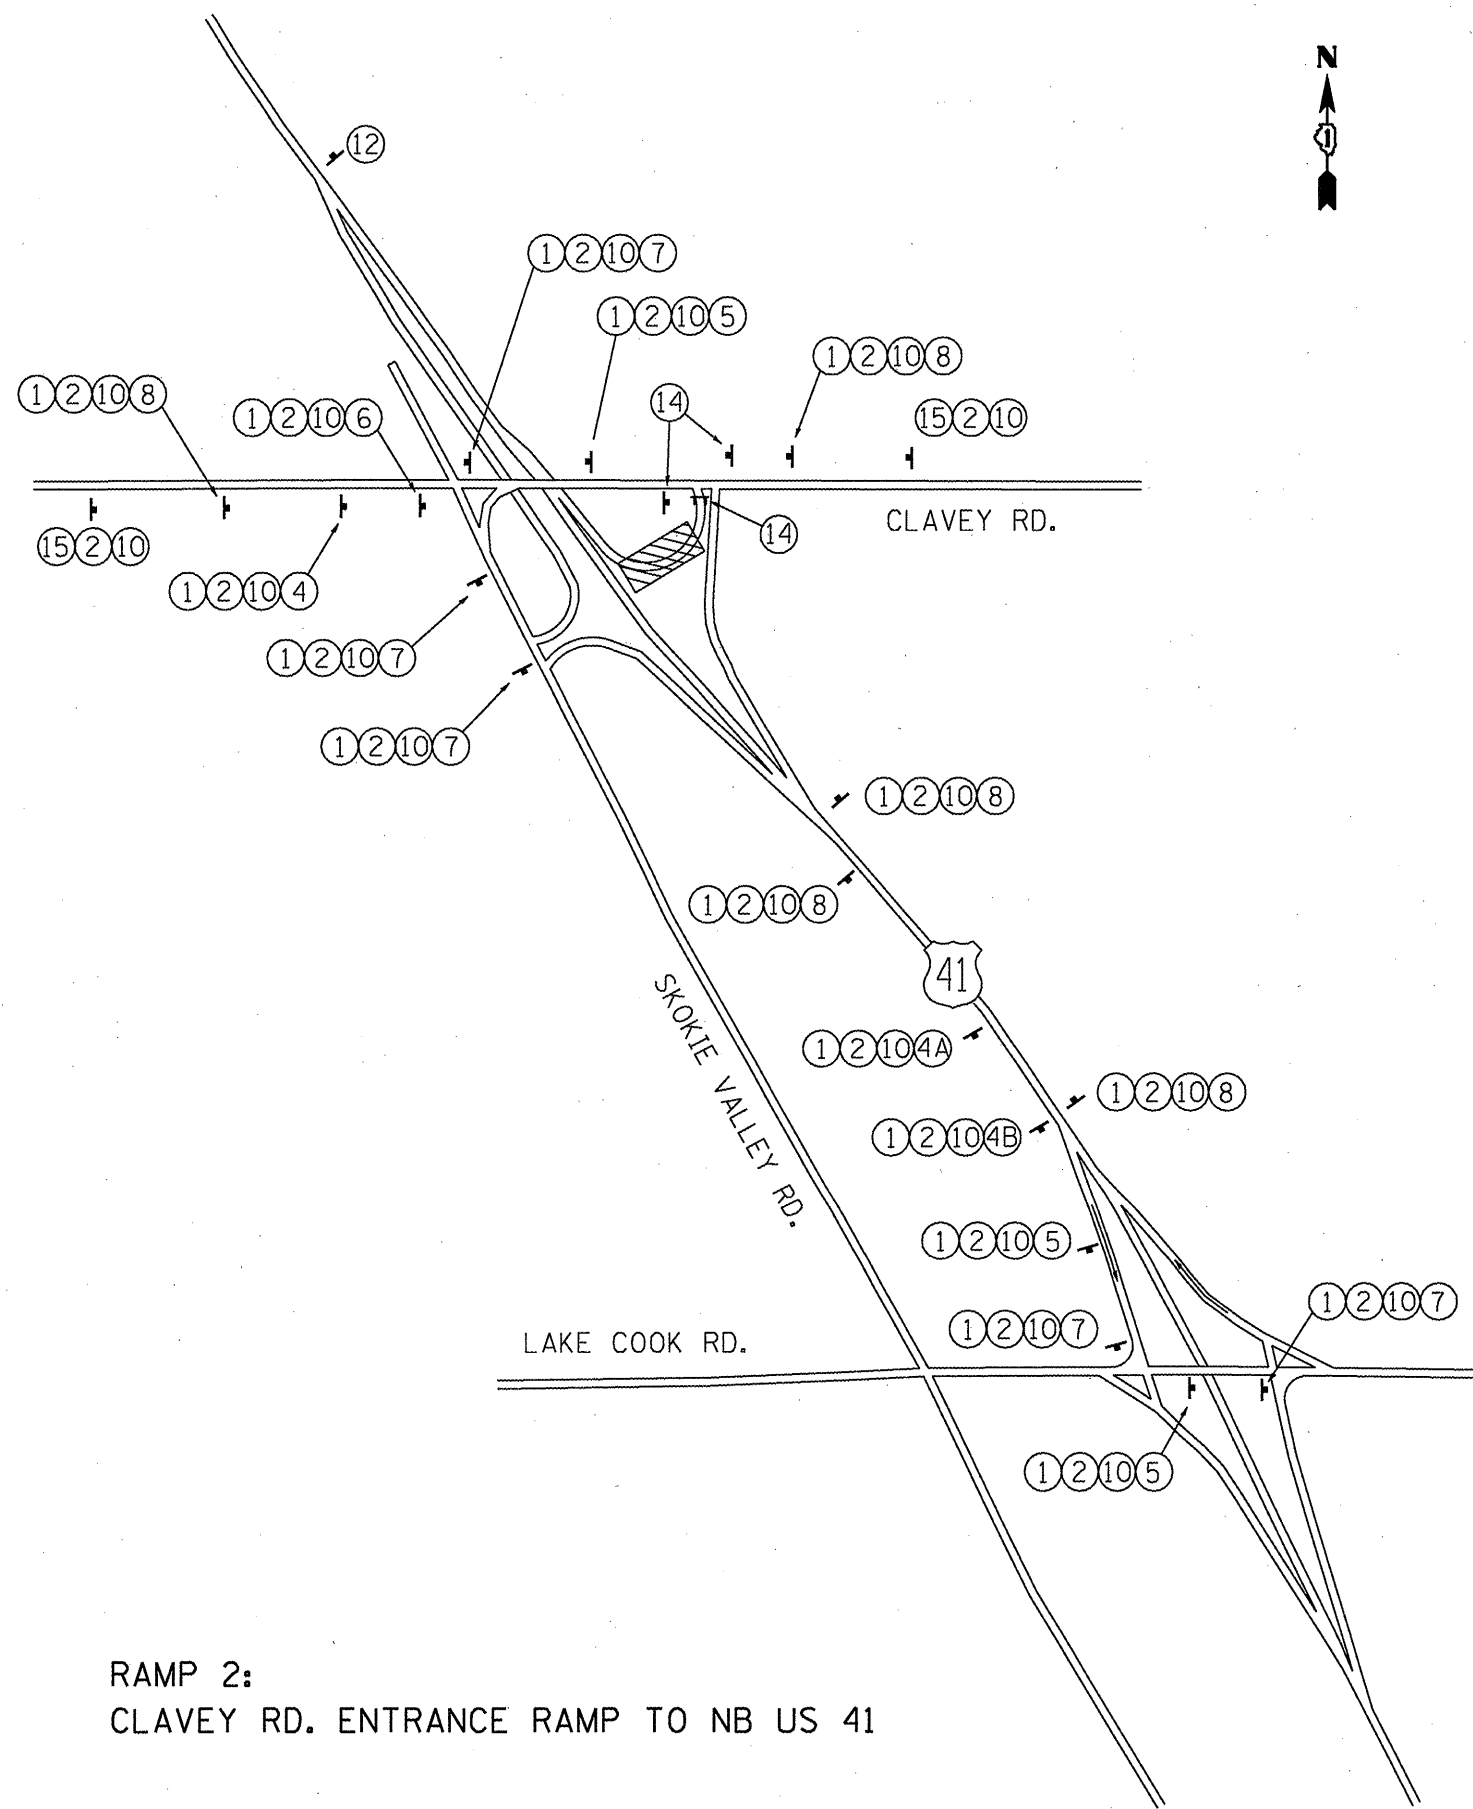 N
12
1 2 10 7
1 2 10 5
1 2 10 8
1 2 10 8
1 2 10 6
14
15 2 10
CLAVEY RD.
14
15 2 10
1 2 10 4
1 2 10 7
1 2 10 7
1 2 10 8
1 2 10 8
41
SKOKIE VALLEY RD.
1 2 10 4A
1 2 10 8
1 2 10 4B
1 2 10 5
1 2 10 7
1 2 10 7
LAKE COOK RD.
1 2 10 5
RAMP 2:
CLAVEY RD. ENTRANCE RAMP TO NB US 41